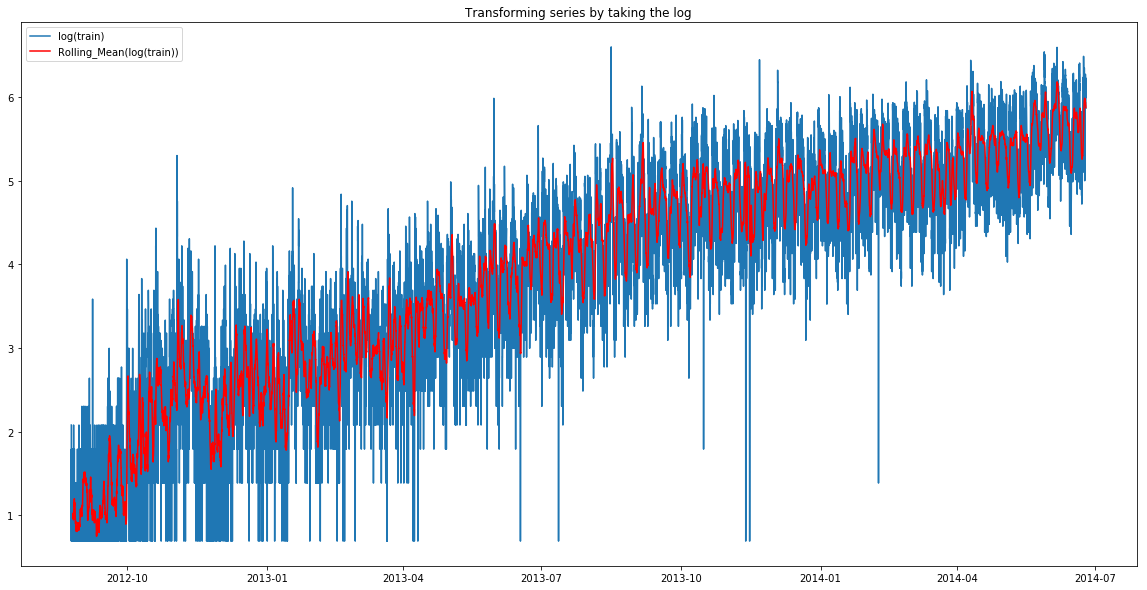 Transforming series by taking the log
log(train)
Rolling_Mean(log(train))
6
5
4
3
2
1
2012-10 2013-01 2013-04 2013-07 2013-10 2014-01 2014-04 2014-07